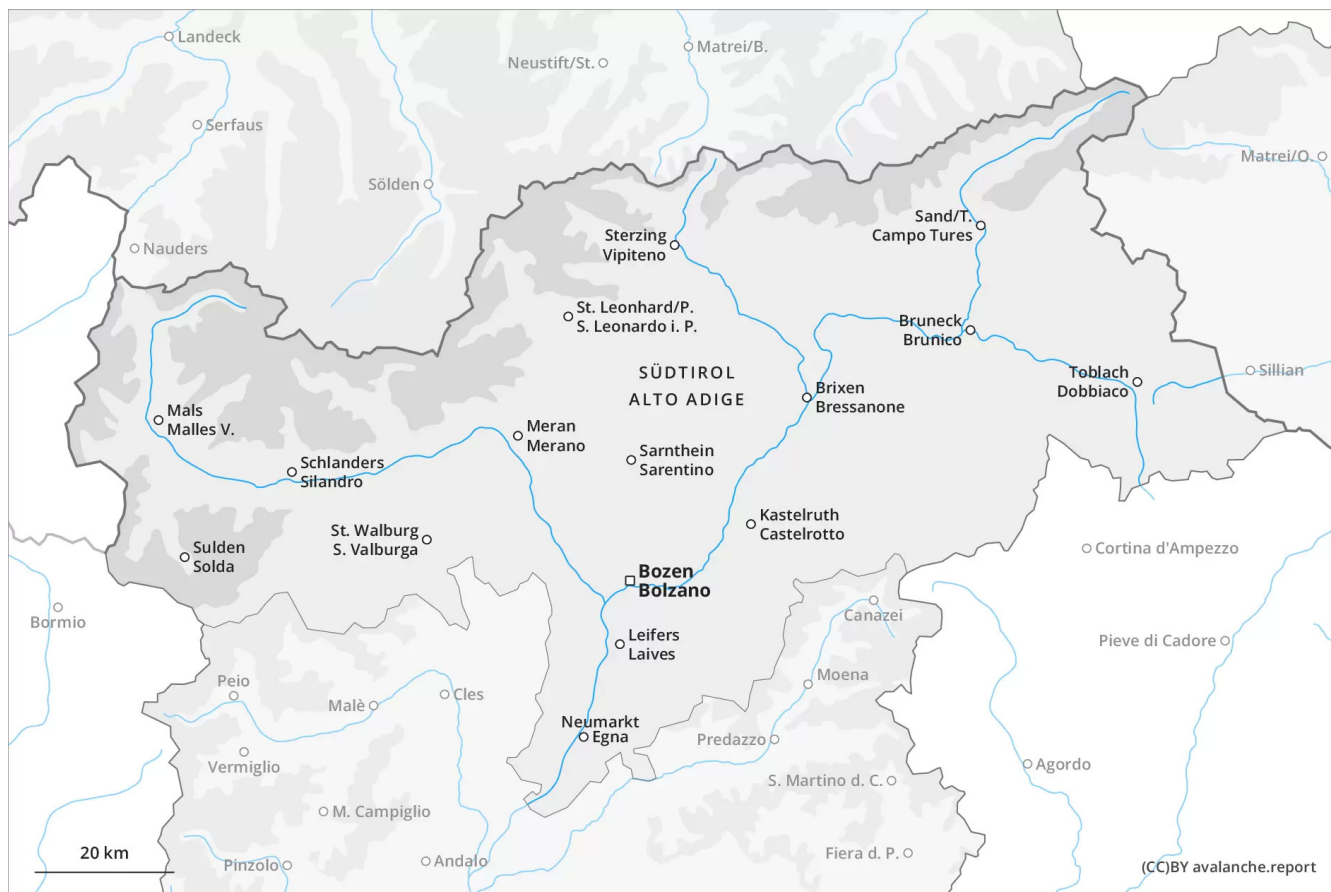 Landeck
Matrei/B.
Neustift/St.
Serfaus
Matrei/O.
Sölden
Sand/T.
Campo Tures
Sterzing
Vipiteno
Nauders
St. Leonhard/P.
S. Leonardo i. P.
Bruneck
Brunico
SÜDTIROL
ALTO ADIGE
Toblach
Dobbiaco
Sillian
Brixen
Bressanone
Mals
Malles V.
Meran
Merano
Sarnthein
Sarentino
Schlanders
Silandro
Kastelruth
Castelrotto
St. Walburg
S. Valburga
Sulden
Solda
Cortina d'Ampezzo
Bozen
Bolzano
Bormio
Canazei
Leifers
Laives
Pieve di Cadore
Peio
Moena
Malè
Cles
Neumarkt
Egna
Predazzo
Vermiglio
Agordo
S. Martino d. C.
M. Campiglio
20 km
Pinzolo
Andalo
Fiera d. P.
(CC)BY avalanche.report